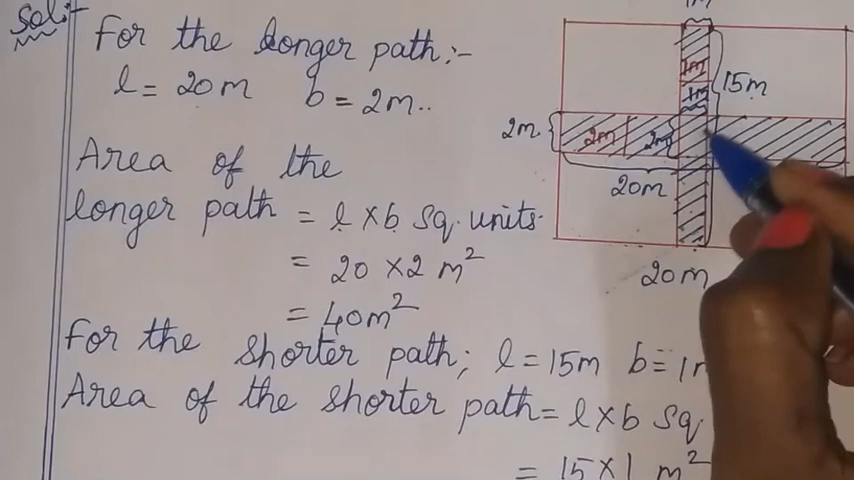 Sol:-
For the longer path:-
l = 20m b = 2m..
Area of the
longer path = l x b sq. units.
= 20 x 2 m²
= 40m²
For the shorter path; l = 15m b = 1
Area of the shorter path = l x b sq
= 15 x 1 m²
1m
1m
15m
2m
2m
2m
20m
20m